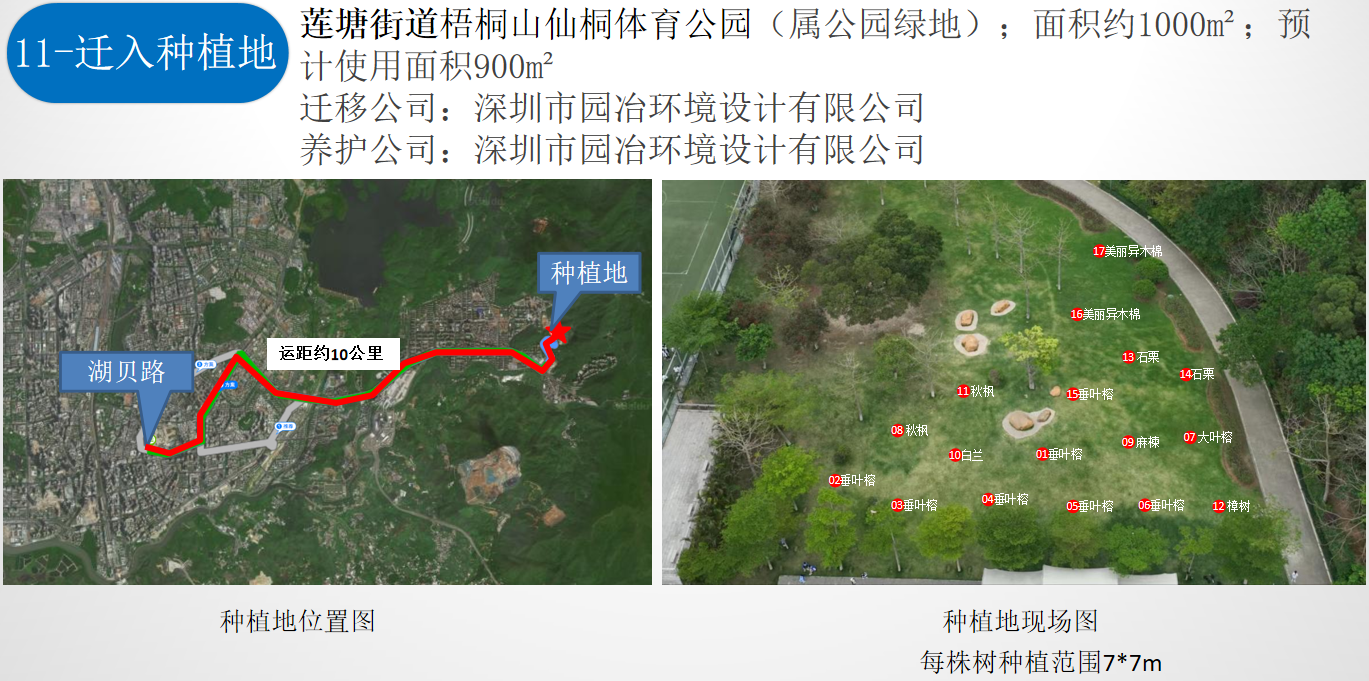 11-迁入种植地
莲塘街道梧桐山仙桐体育公园（属公园绿地）；面积约1000㎡；预
计使用面积900㎡
迁移公司：深圳市园冶环境设计有限公司
养护公司：深圳市园冶环境设计有限公司
种植地
运距约10公里
湖贝路
17美丽异木棉
16美丽异木棉
13石栗
14石栗
11秋枫
15垂叶榕
08秋枫
07大叶榕
09麻楝
10白兰
01垂叶榕
02垂叶榕
03垂叶榕
04垂叶榕
05垂叶榕
06垂叶榕
12樟树
种植地位置图
种植地现场图
每株树种植范围7*7m